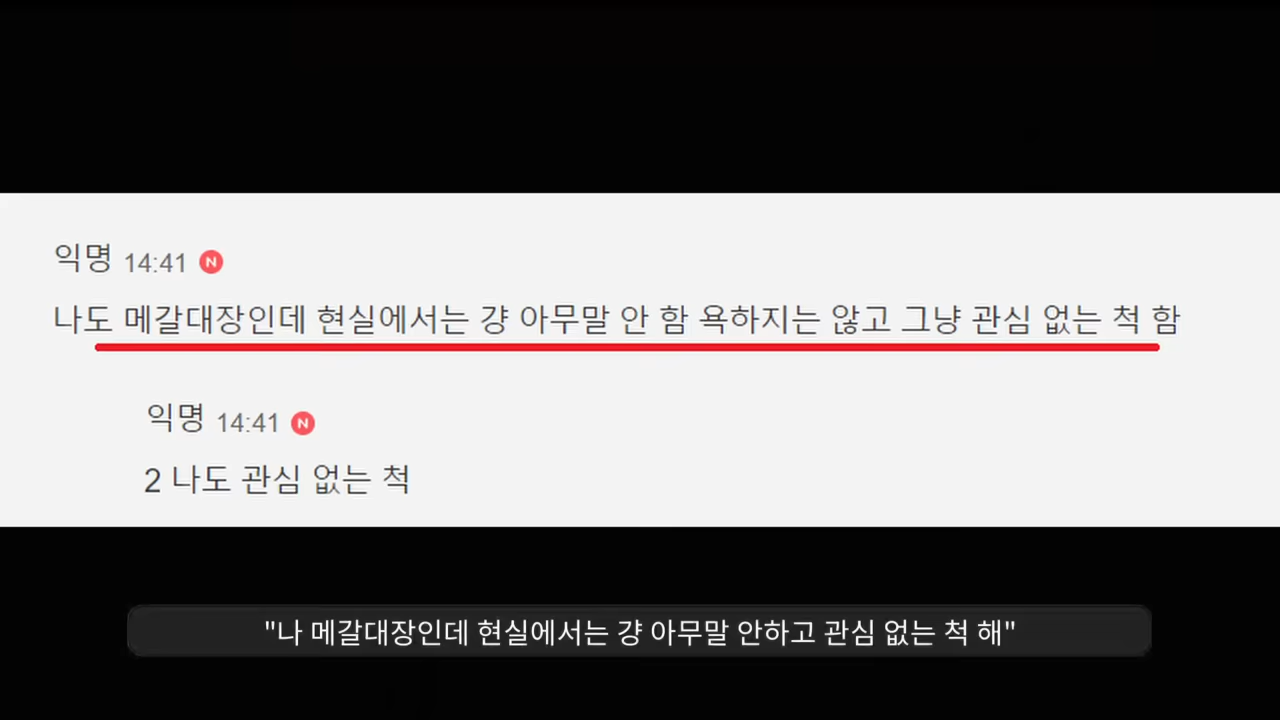 익명 14:41 N
나도 메갈대장인데 현실에서는 걍 아무말 안 함 욕하지는 않고 그냥 관심 없는 척 함
익명 14:41 N
2 나도 관심 없는 척
"나 메갈대장인데 현실에서는 걍 아무말 안하고 관심 없는 척 해"